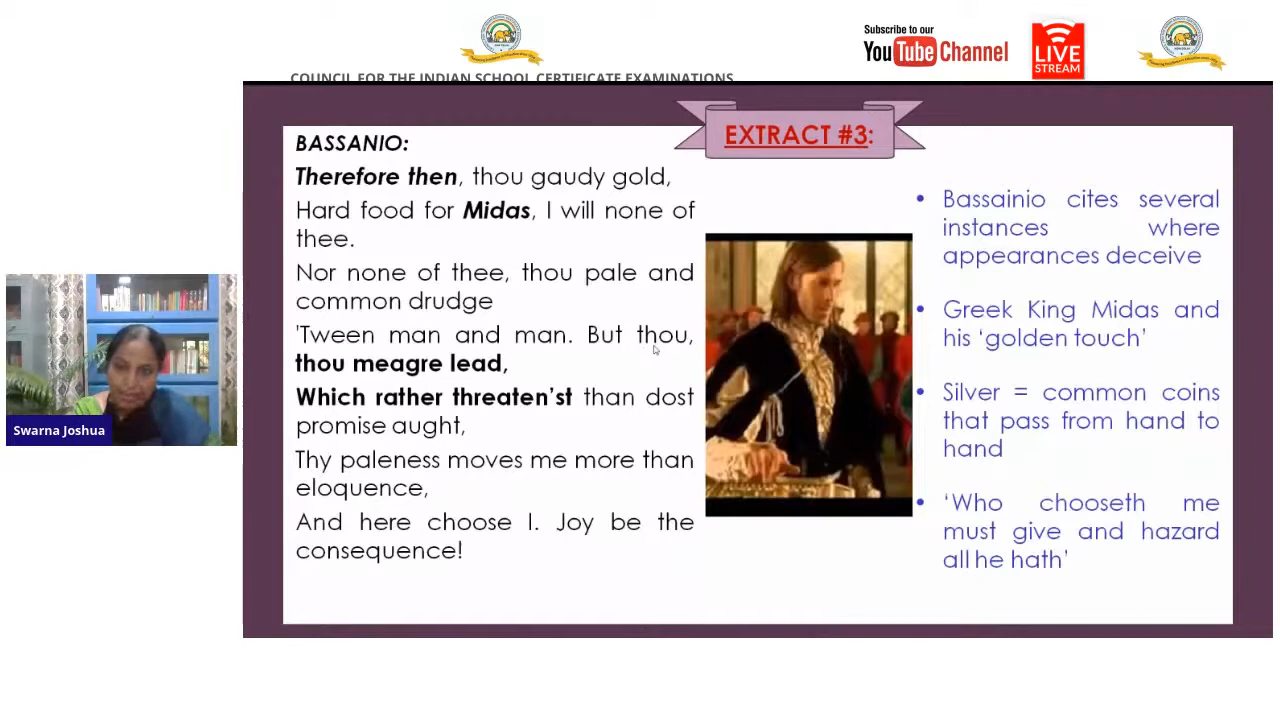 Subscribe to our
YouTube Channel
LIVE
STREAM
COUNCIL FOR THE INDIAN SCHOOL CERTIFICATE EXAMINATIONS
EXTRACT #3:
BASSANIO:
Therefore then, thou gaudy gold,
Hard food for Midas, I will none of
thee.
Nor none of thee, thou pale and
common drudge
'Tween man and man. But thou,
thou meagre lead,
Which rather threaten'st than dost
promise aught,
Thy paleness moves me more than
eloquence,
And here choose I. Joy be the
consequence!
• Bassainio cites several
instances where
appearances deceive
• Greek King Midas and
his ‘golden touch’
• Silver = common coins
that pass from hand to
hand
• ‘Who chooseth me
must give and hazard
all he hath’
Swarna Joshua